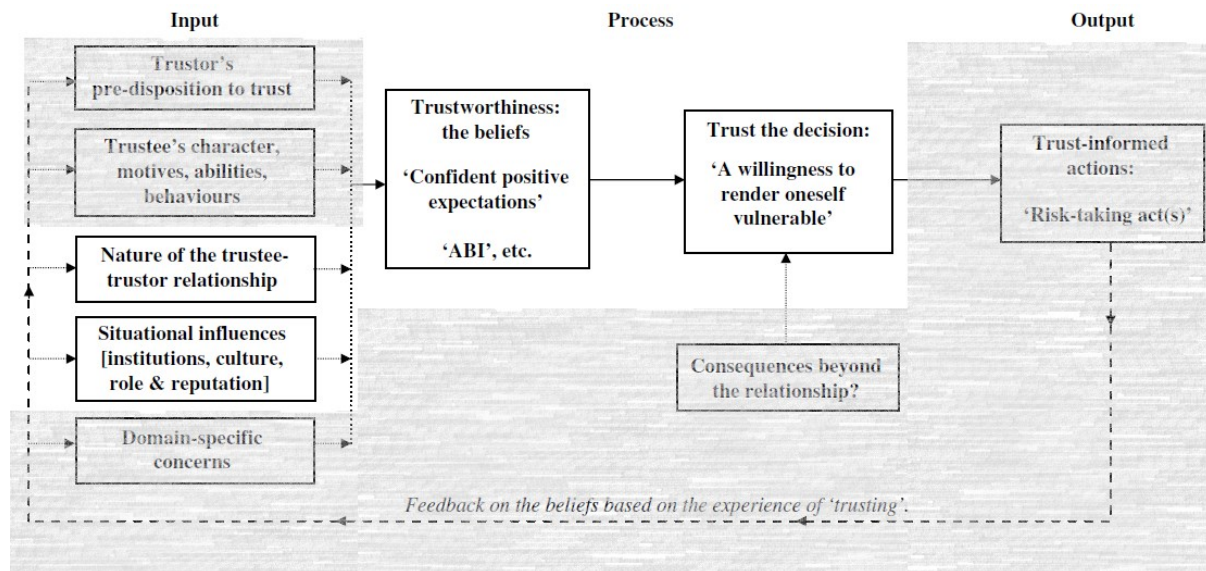 Input
Process
Output
Trustor's
pre-disposition to trust
Trustee's character,
motives, abilities,
behaviours
Nature of the trustee-
trustor relationship
Situational influences
[institutions, culture,
role & reputation]
Domain-specific
concerns
Trustworthiness:
the beliefs
‘Confident positive
expectations’
‘ABI’, etc.
Trust the decision:
‘A willingness to
render oneself
vulnerable’
Consequences beyond
the relationship?
Trust-informed
actions:
‘Risk-taking act(s)’
Feedback on the beliefs based on the experience of ‘trusting’.